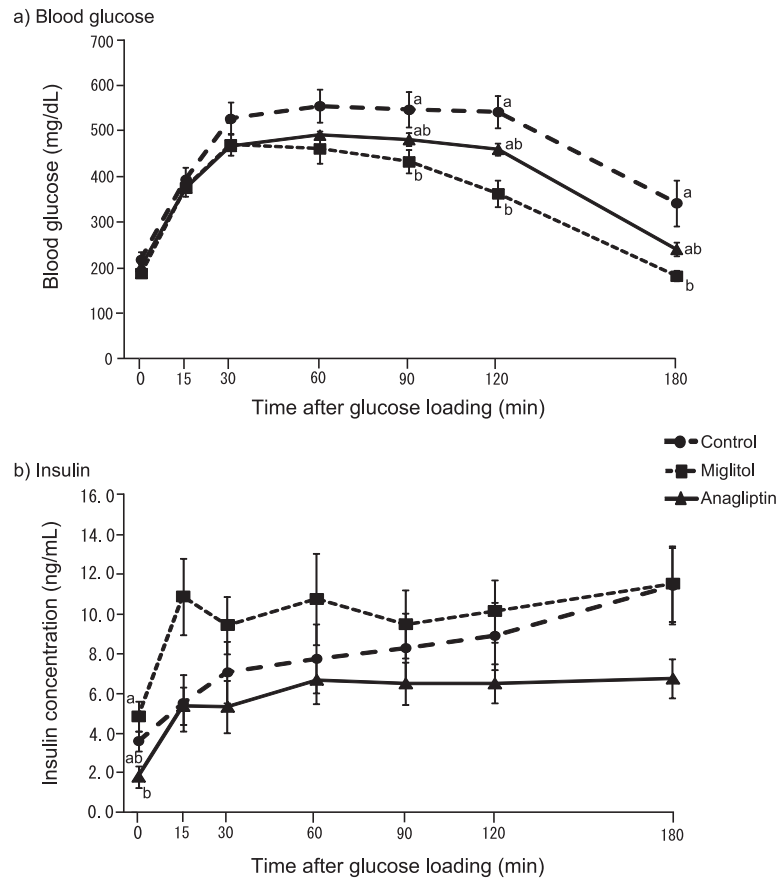 a) Blood glucose
Blood glucose (mg/dL)
700
600
500
400
300
200
100
0
a
a
ab
ab
b
b
a
ab
b
0 15 30 60 90 120 180
Time after glucose loading (min)
Control
Miglitol
Anagliptin
b) Insulin
Insulin concentration (ng/mL)
16. 0
14. 0
12. 0
10. 0
8. 0
6. 0
4. 0
2. 0
0. 0
a
ab
b
0 15 30 60 90 120 180
Time after glucose loading (min)